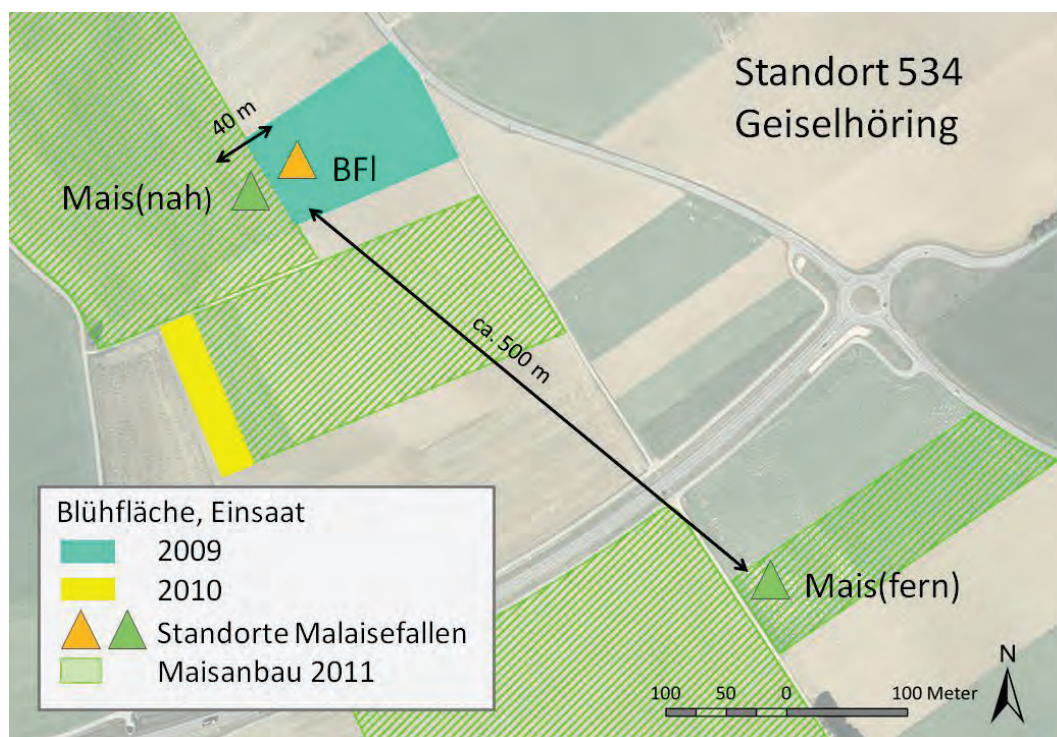 Standort 534
Geiselhöring
40 m
BFl
Mais(nah)
ca. 500 m
Mais(fern)
Blühfläche, Einsaat
2009
2010
Standorte Malaisefallen
Maisanbau 2011
N
100 50 0 100 Meter